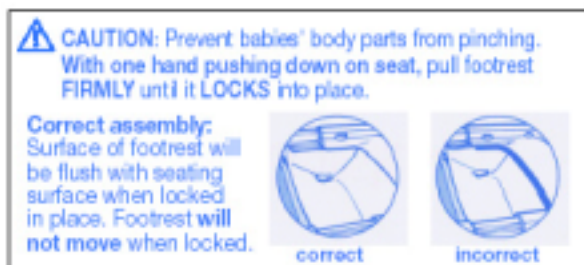 CAUTION: Prevent babies' body parts from pinching.
With one hand pushing down on seat, pull footrest
FIRMLY until it LOCKS into place.
Correct assembly:
Surface of footrest will
be flush with seating
surface when locked
in place. Footrest will
not move when locked.
correct
incorrect